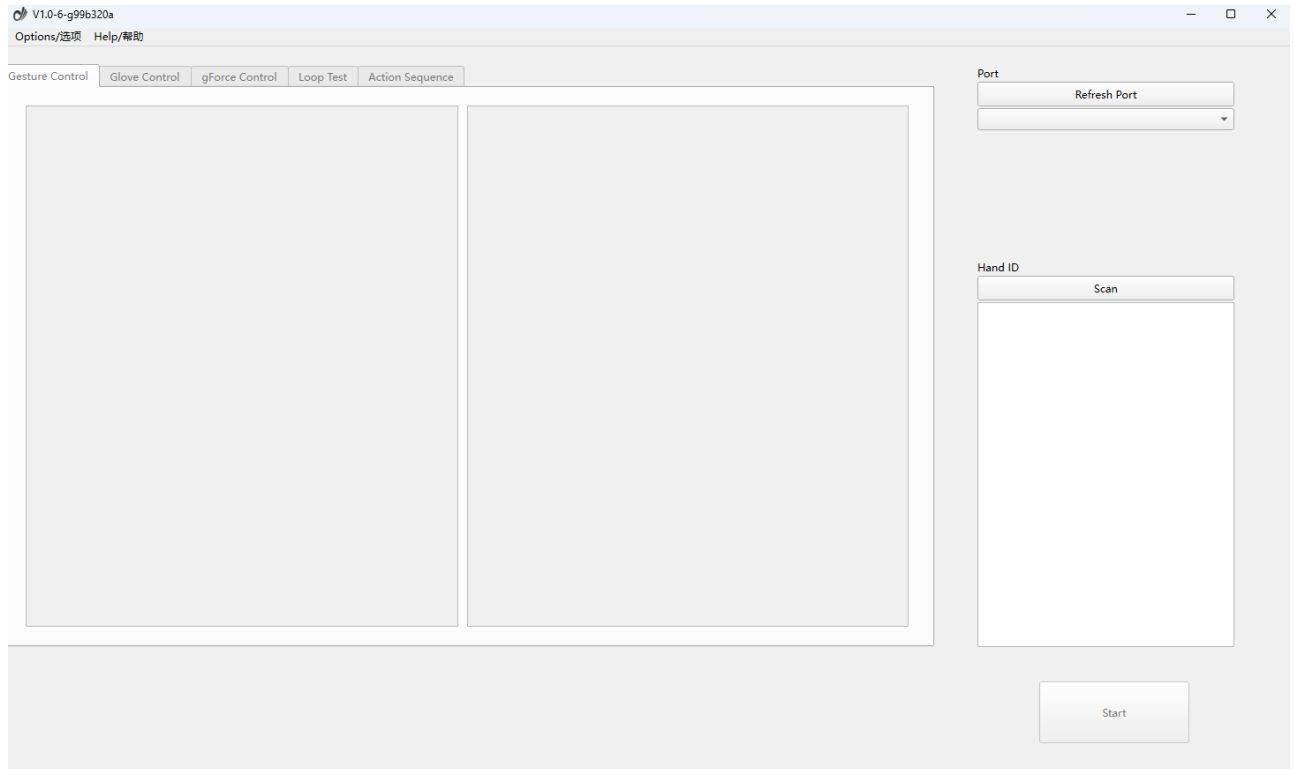 V1.0-6-g99b320a
Options/选项 Help/帮助
Gesture Control Glove Control gForce Control Loop Test Action Sequence
Port
Refresh Port
Hand ID
Scan
Start